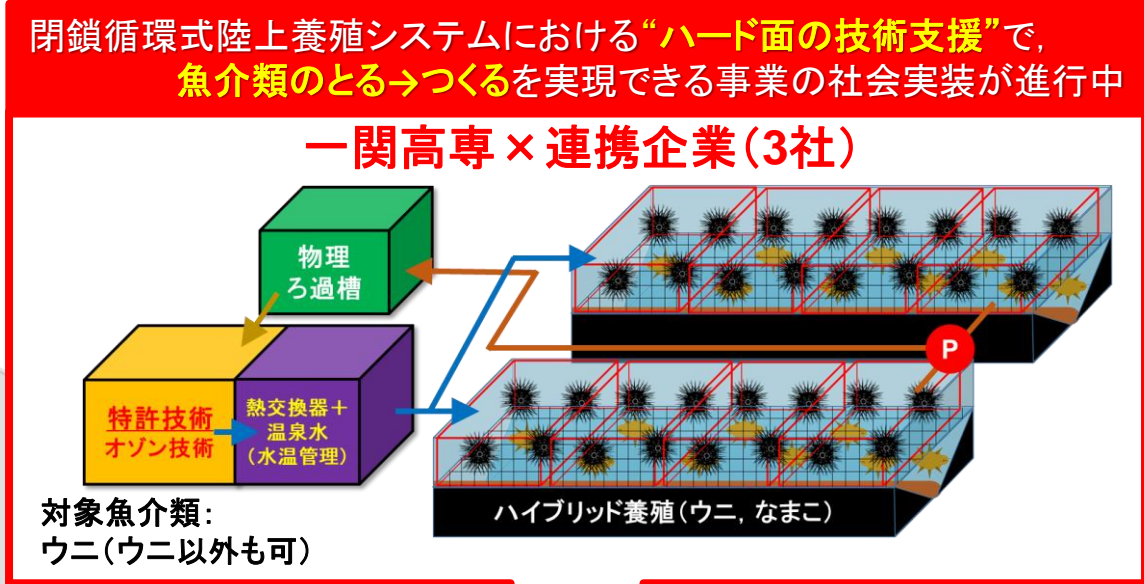 閉鎖循環式陸上養殖システムにおける“ハード面の技術支援”で，
魚介類のとる→つくるを実現できる事業の社会実装が進行中
一関高専×連携企業（3社）
物理
ろ過槽
特許技術
オゾン技術
熱交換器＋
温泉水
（水温管理）
P
ハイブリッド養殖（ウニ，なまこ）
対象魚介類：
ウニ（ウニ以外も可）